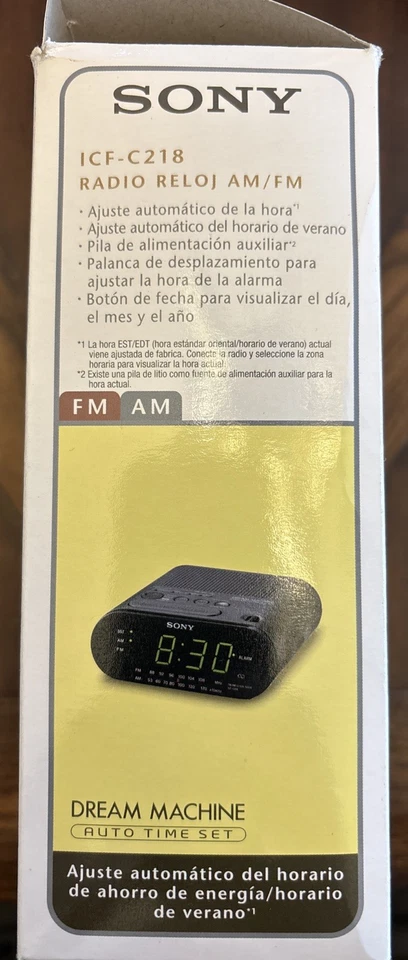 SONY
ICF-C218
RADIO RELOJ AM/FM
· Ajuste automático de la hora*1
· Ajuste automático del horario de verano
· Pila de alimentación auxiliar*2
· Palanca de desplazamiento para
ajustar la hora de la alarma
· Botón de fecha para visualizar el día,
el mes y el año
*1 La hora EST/EDT (hora estándar oriental/horario de verano) actual
viene ajustada de fabrica. Conecte la radio y seleccione la zona
horaria para visualizar la hora actual.
*2 Existe una pila de litio como fuente de alimentación auxiliar para la
hora actual.
FM AM
SONY
AM
FM
8:30
ALARM
FM
AM
DREAM MACHINE
AUTO TIME SET
Ajuste automático del horario
de ahorro de energía/horario
de verano*1